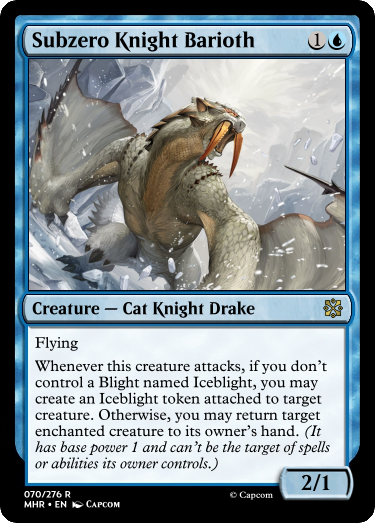 Subzero Knight Barioth 1
Creature — Cat Knight Drake
Flying
Whenever this creature attacks, if you don't
control a Blight named Iceblight, you may
create an Iceblight token attached to target
creature. Otherwise, you may return target
enchanted creature to its owner's hand. (It
has base power 1 and can't be the target of spells
or abilities its owner controls.)
2/1
070/276 R
MHR • EN Capcom
© Capcom